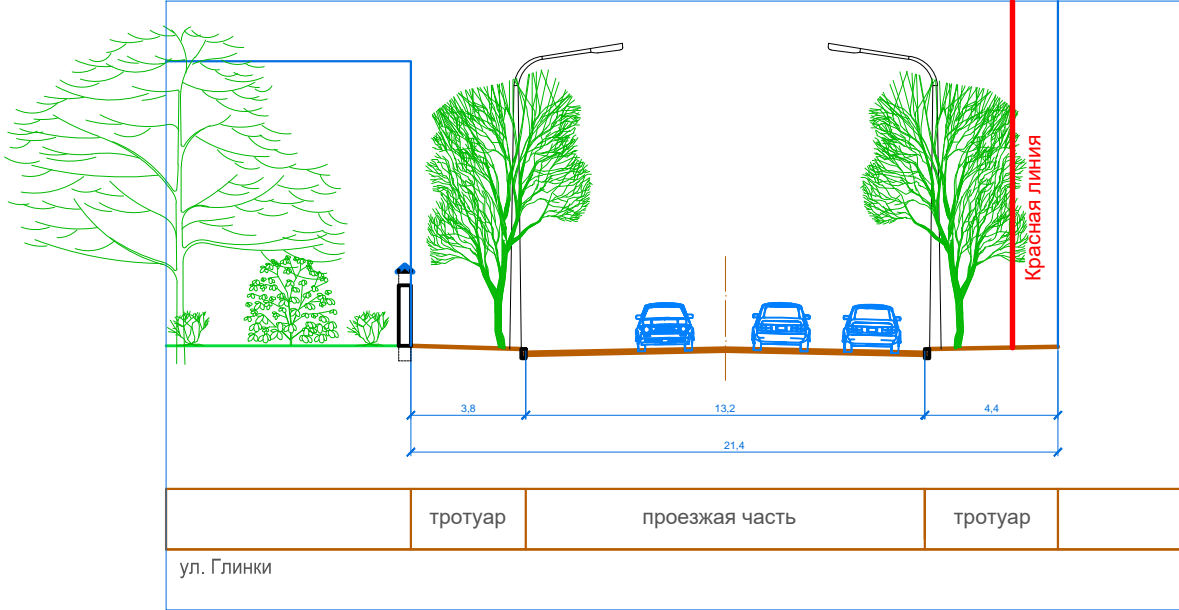 Красная линия
3,8
13,2
4,4
21,4
тротуар
проезжая часть
тротуар
ул. Глинки